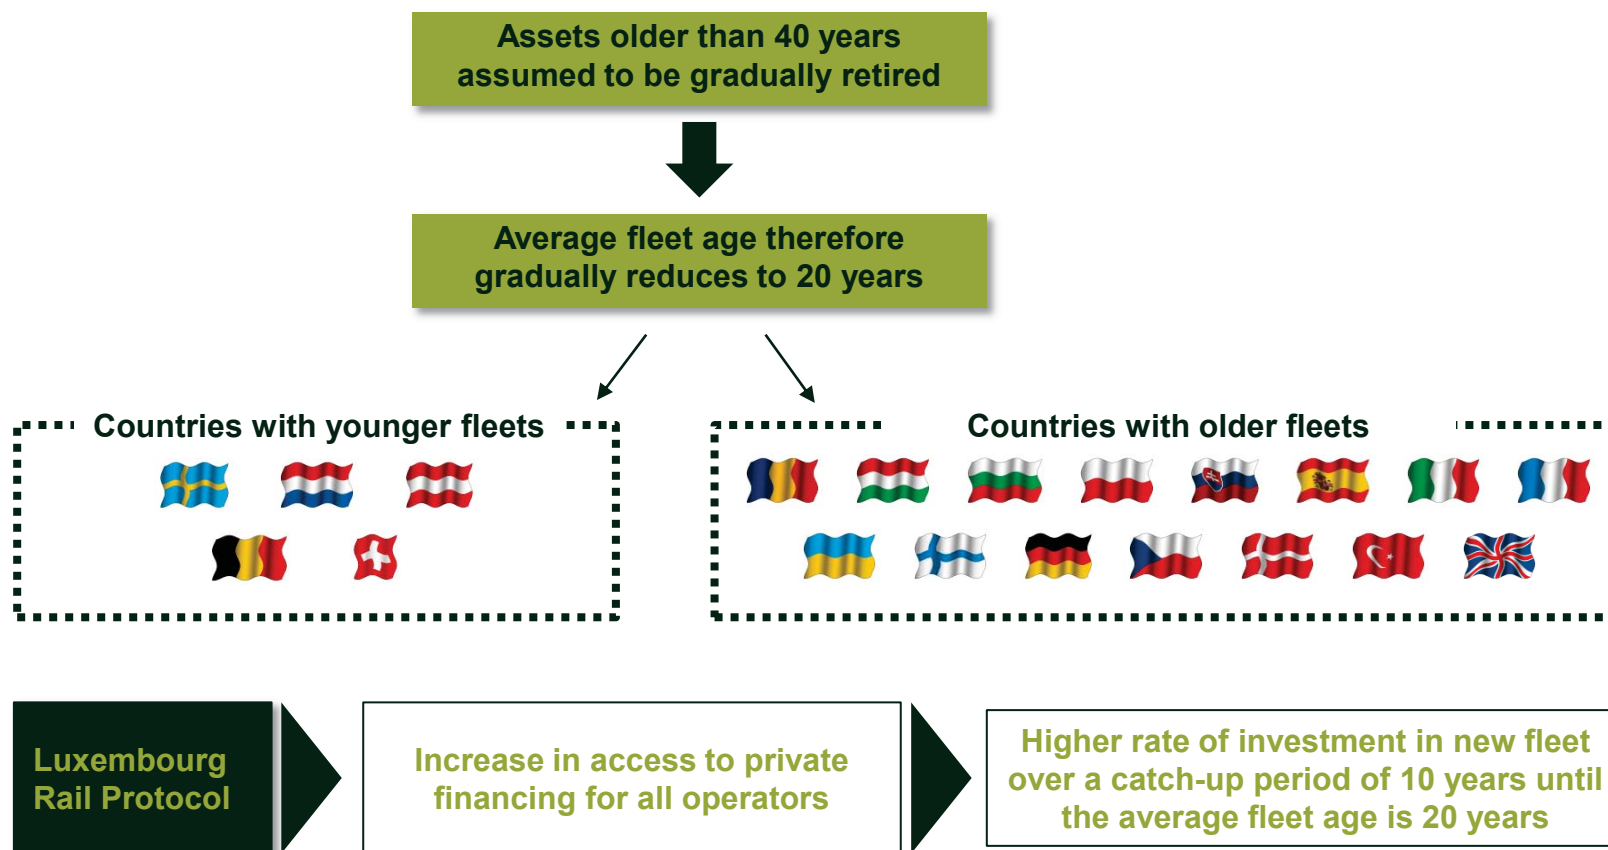 Assets older than 40 years
assumed to be gradually retired
Average fleet age therefore
gradually reduces to 20 years
Countries with younger fleets
Countries with older fleets
Luxembourg
Rail Protocol
Increase in access to private
financing for all operators
Higher rate of investment in new fleet
over a catch-up period of 10 years until
the average fleet age is 20 years